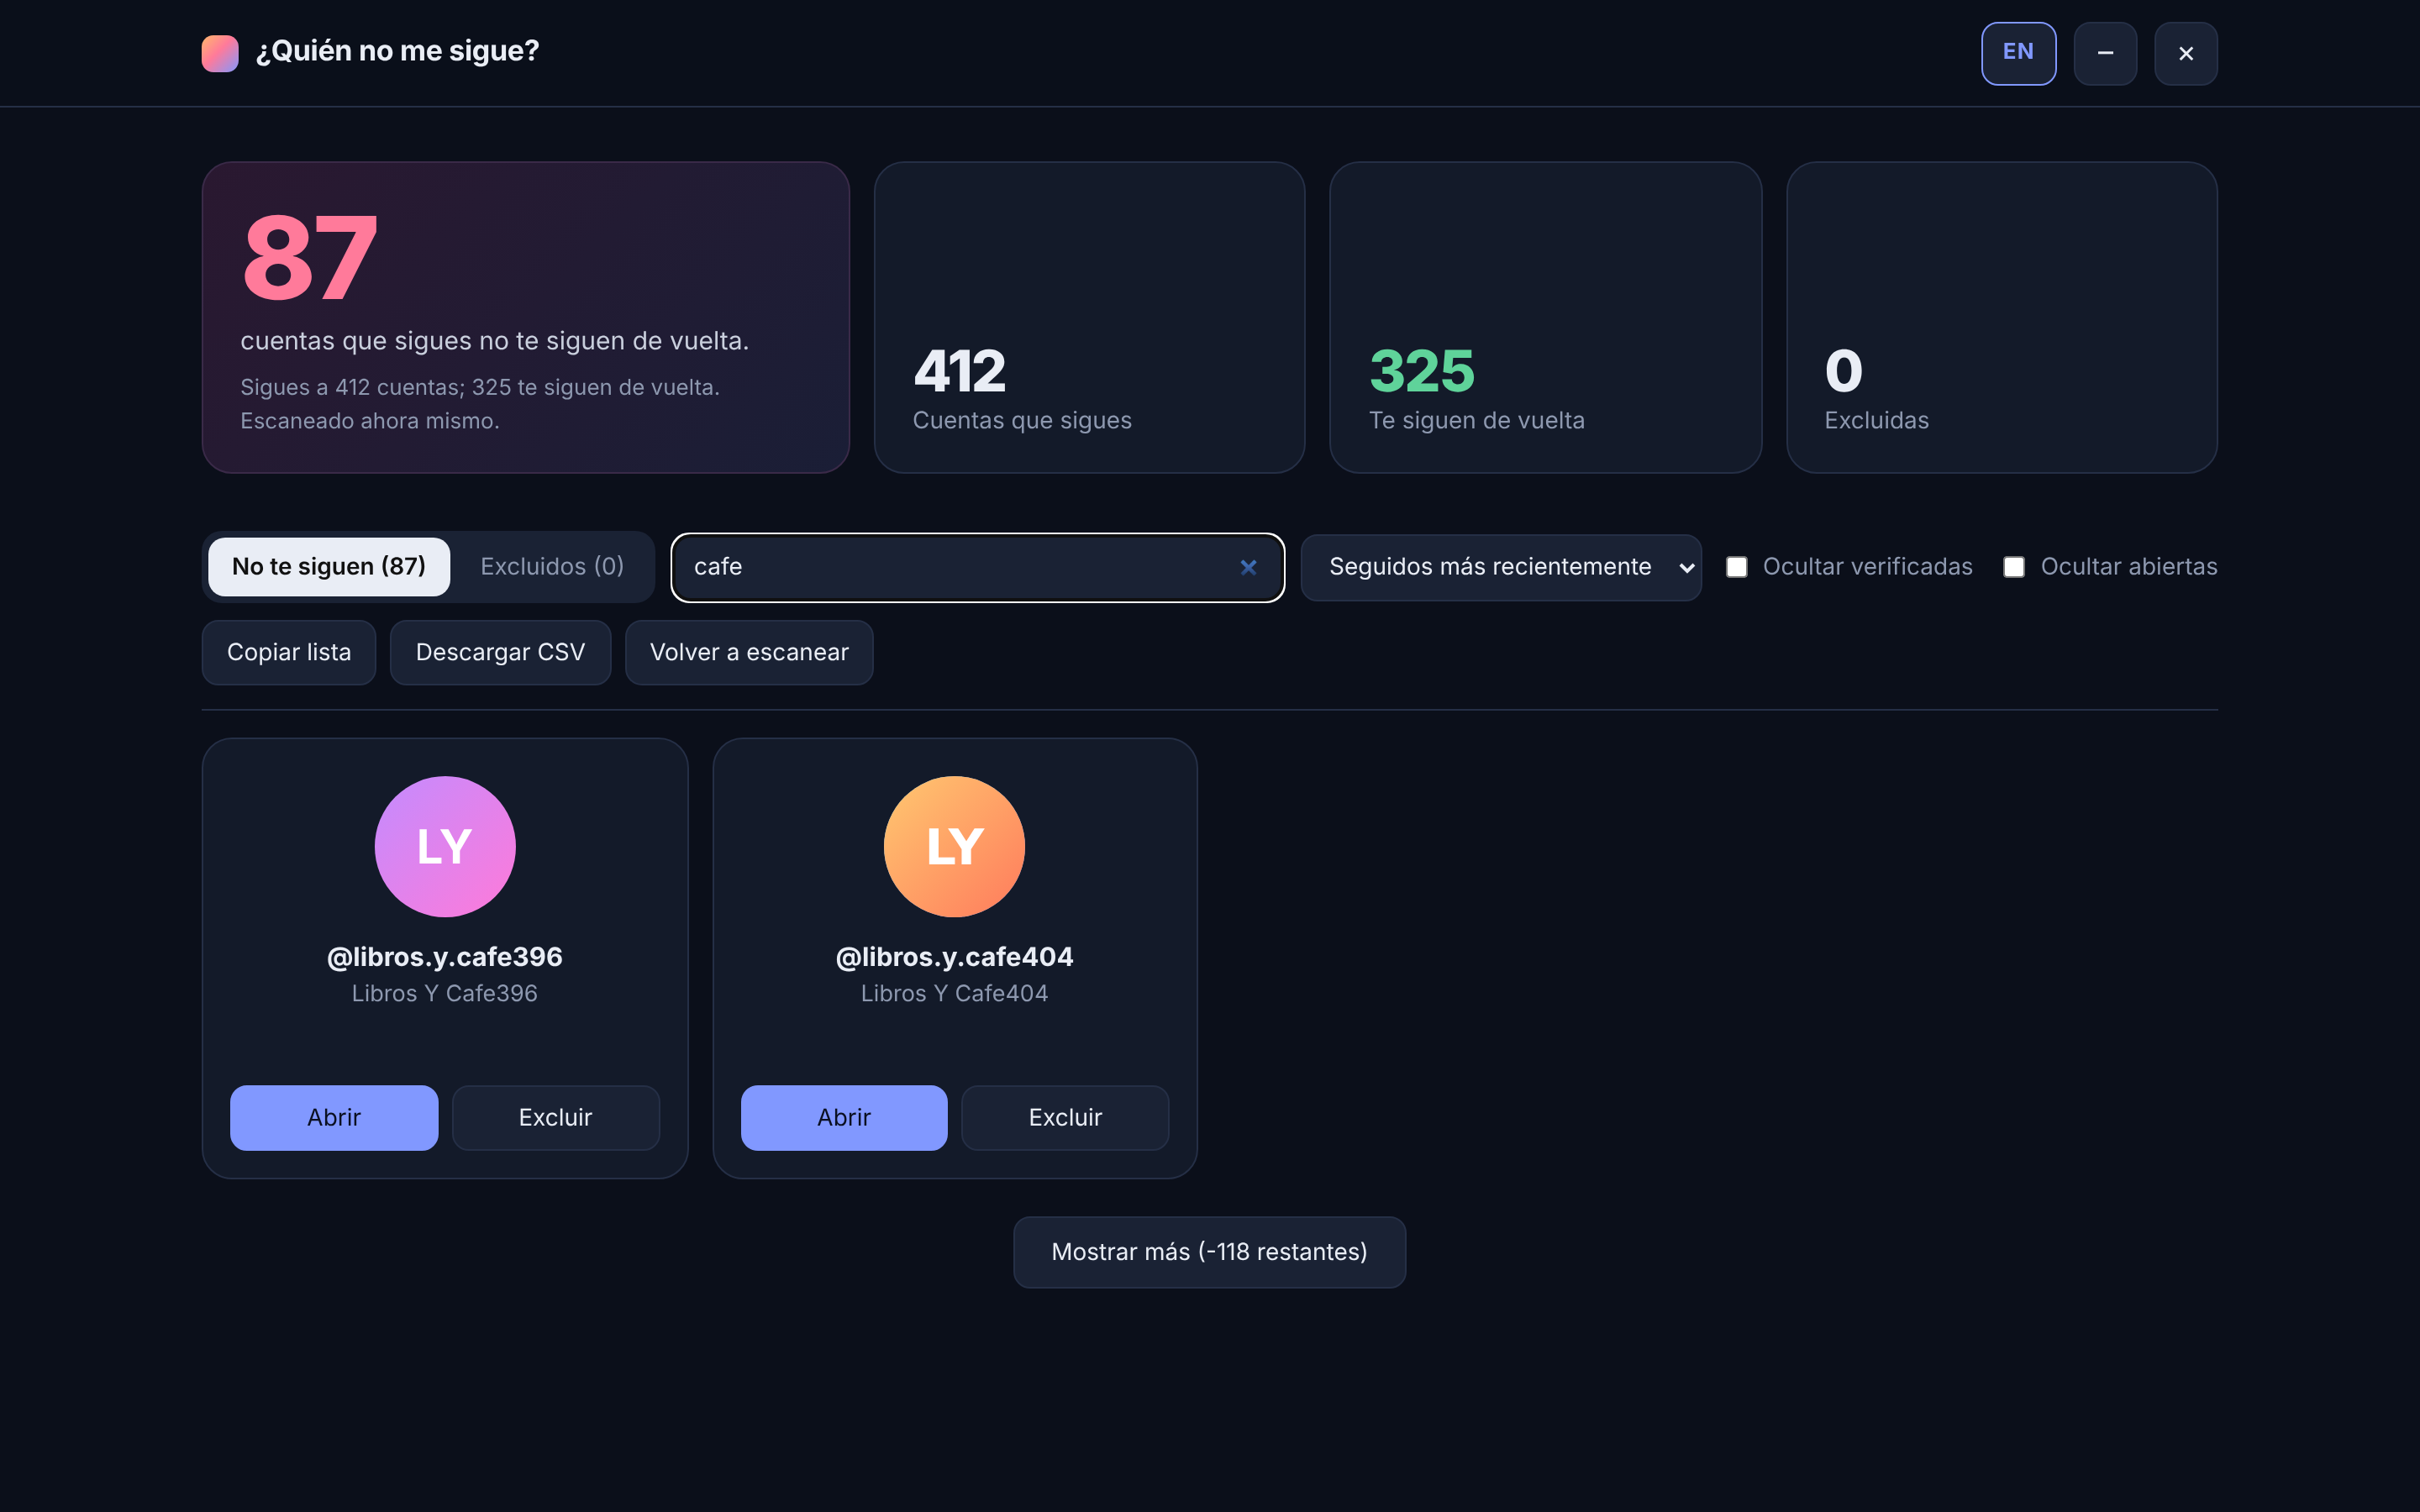 ¿Quién no me sigue?
EN
87
cuentas que sigues no te siguen de vuelta.
Sigues a 412 cuentas; 325 te siguen de vuelta.
Escaneado ahora mismo.
412
Cuentas que sigues
325
Te siguen de vuelta
0
Excluidas
No te siguen (87)
Excluidos (0)
cafe
Seguidos más recientemente
Ocultar verificadas
Ocultar abiertas
Copiar lista
Descargar CSV
Volver a escanear
LY
@libros.y.cafe396
Libros Y Cafe396
Abrir
Excluir
LY
@libros.y.cafe404
Libros Y Cafe404
Abrir
Excluir
Mostrar más (-118 restantes)